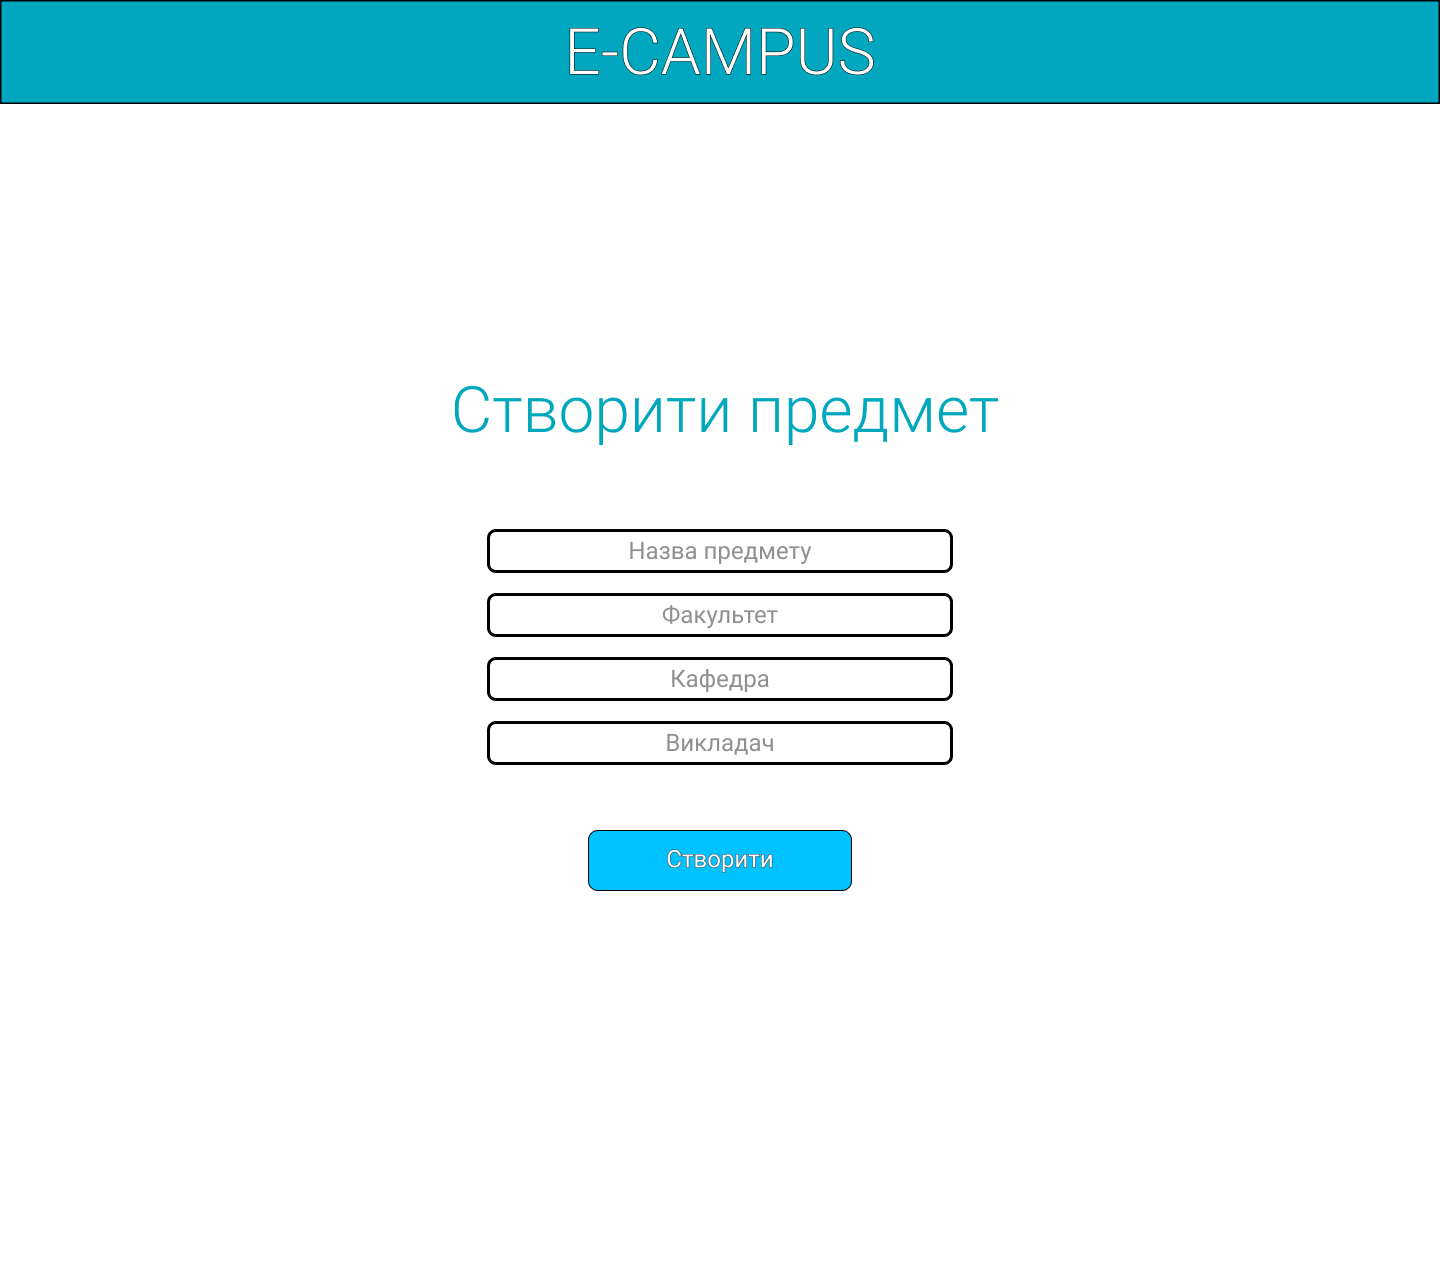 E-CAMPUS
Створити предмет
Назва предмету
Факультет
Кафедра
Викладач
Створити